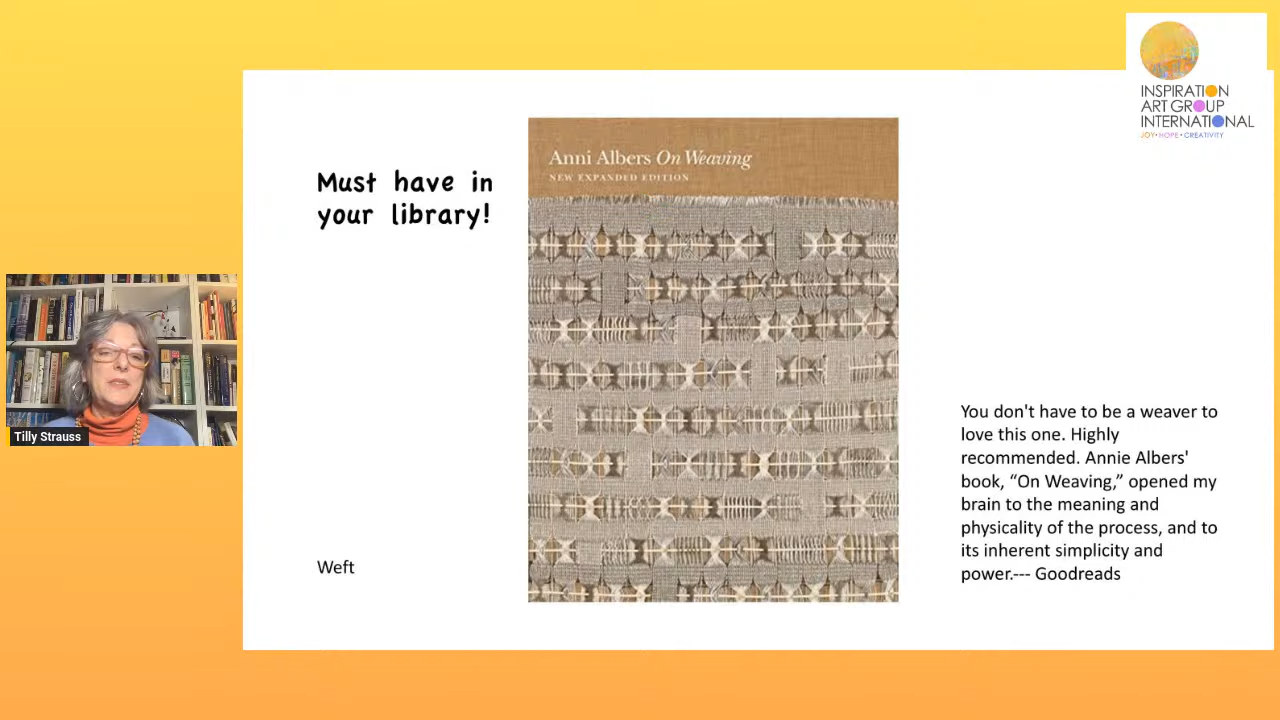 INSPIRATION
ART GROUP
INTERNATIONAL
JOY•HOPE•CREATIVITY
Must have in
your library!
Anni Albers On Weaving
NEW EXPANDED EDITION
Tilly Strauss
You don't have to be a weaver to
love this one. Highly
recommended. Annie Albers'
book, “On Weaving,” opened my
brain to the meaning and
physicality of the process, and to
its inherent simplicity and
power.--- Goodreads
Weft